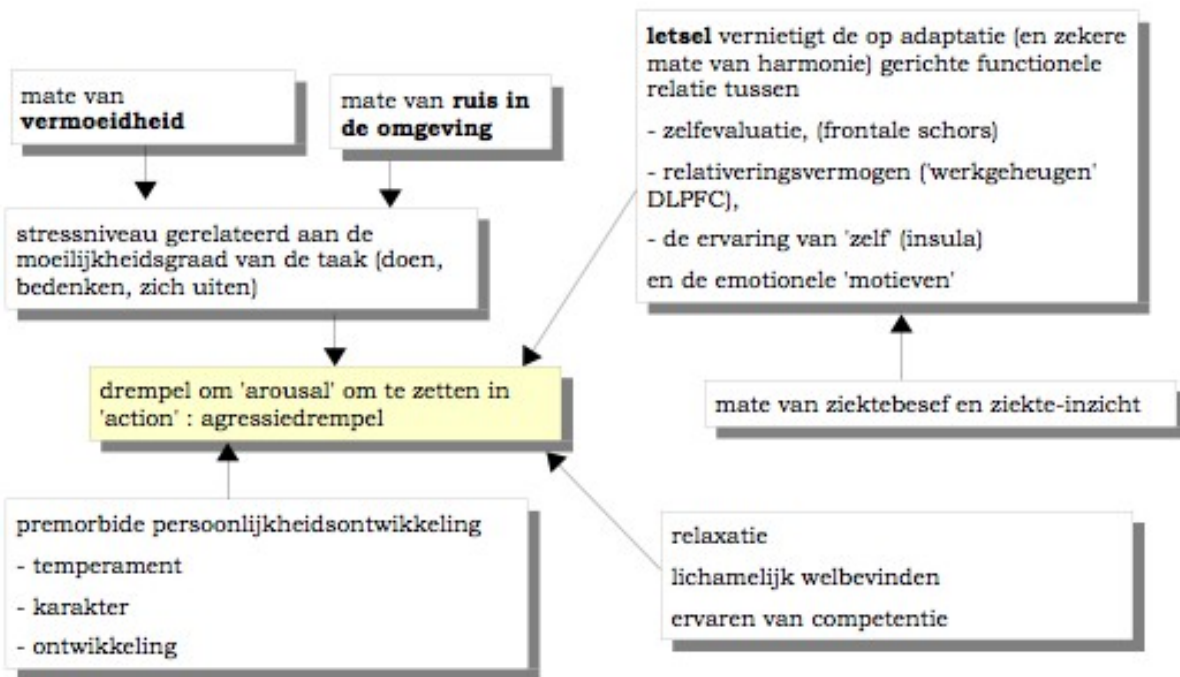 mate van
vermoeidheid
mate van ruis in
de omgeving
letsel vernietigt de op adaptatie (en zekere
mate van harmonie) gerichte functionele
relatie tussen
- zelfevaluatie, (frontale schors)
- relativeringsvermogen ('werkgeheugen'
DLPFC),
- de ervaring van 'zelf' (insula)
en de emotionele 'motieven'
stressniveau gerelateerd aan de
moeilijkheidsgraad van de taak (doen,
bedenken, zich uiten)
drempel om 'arousal' om te zetten in
'action' : agressiedrempel
mate van ziektebesef en ziekte-inzicht
premorbide persoonlijkheidsontwikkeling
- temperament
- karakter
- ontwikkeling
relaxatie
lichamelijk welbevinden
ervaren van competentie